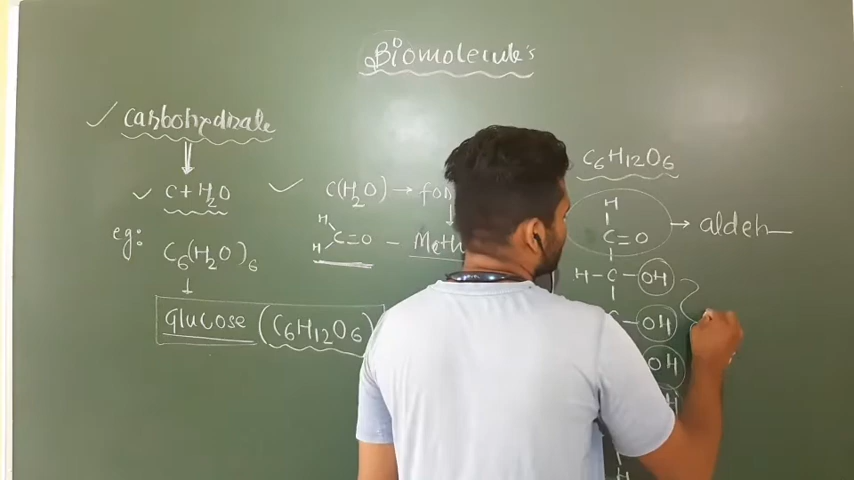 Biomolecule's
✓ Carbohydrate
✓ C + H₂O
eg: C₆(H₂O)₆
Glucose (C₆H₁₂O₆)
✓ C(H₂O) → for
H
C=O - Meth
H
C₆H₁₂O₆
H
C=O → aldeh
H-C-OH
OH
OH
H
H